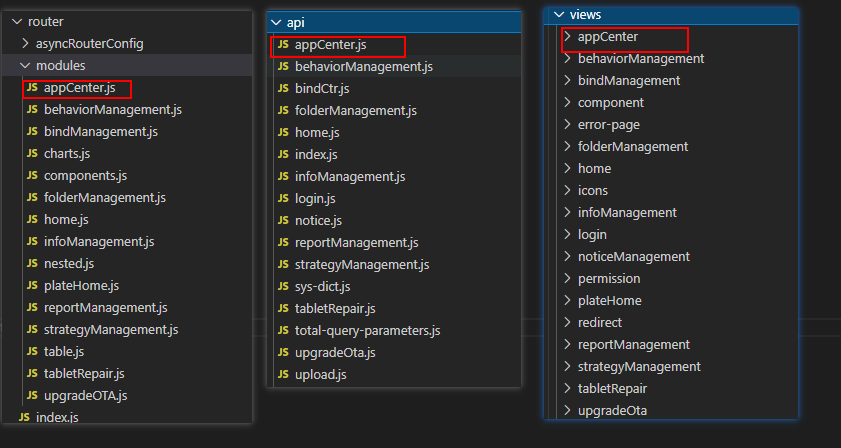 router
asyncRouterConfig
modules
JS appCenter.js
JS behaviorManagement.js
JS bindManagement.js
JS charts.js
JS components.js
JS folderManagement.js
JS home.js
JS infoManagement.js
JS nested.js
JS plateHome.js
JS reportManagement.js
JS strategyManagement.js
JS table.js
JS tabletRepair.js
JS upgradeOTA.js
JS index.js
api
JS appCenter.js
JS behaviorManagement.js
JS bindCtr.js
JS folderManagement.js
JS home.js
JS index.js
JS infoManagement.js
JS login.js
JS notice.js
JS reportManagement.js
JS strategyManagement.js
JS sys-dict.js
JS tabletRepair.js
JS total-query-parameters.js
JS upgradeOta.js
JS upload.js
views
appCenter
behaviorManagement
bindManagement
component
error-page
folderManagement
home
icons
infoManagement
login
noticeManagement
permission
plateHome
redirect
reportManagement
strategyManagement
tabletRepair
upgradeOta